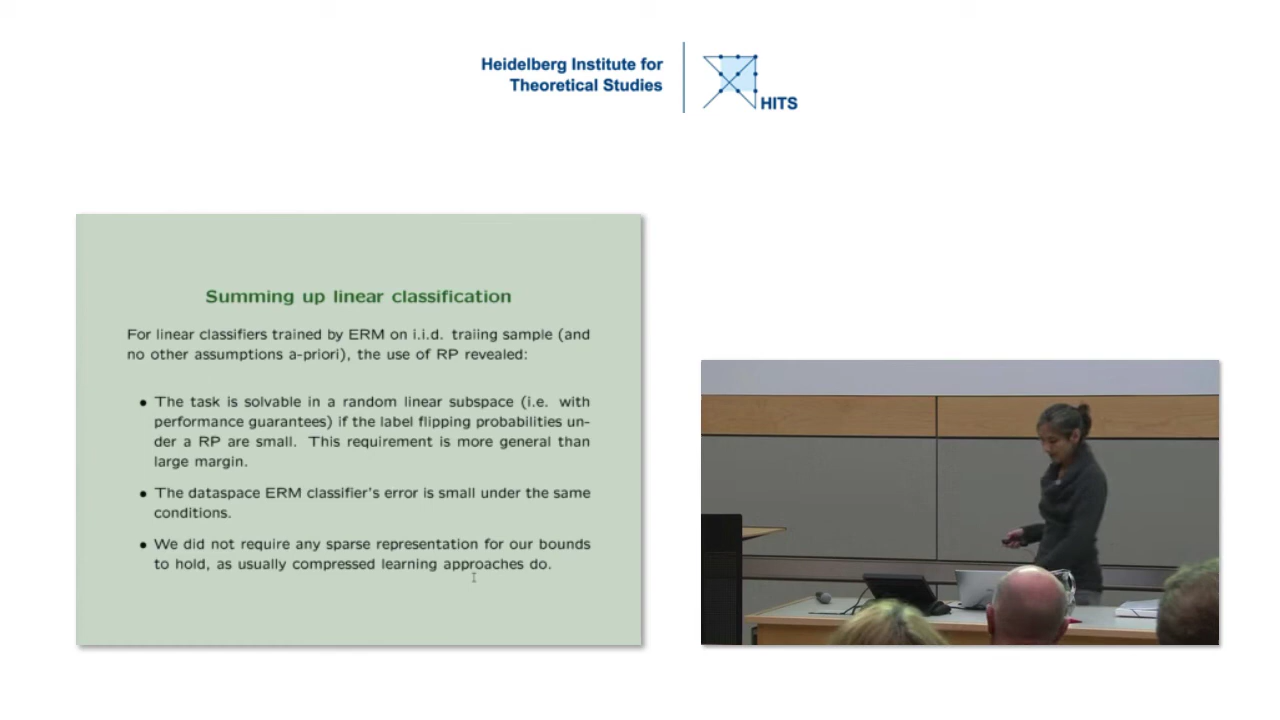 Heidelberg Institute for
Theoretical Studies
HITS
Summing up linear classification
For linear classifiers trained by ERM on i.i.d. traiing sample (and
no other assumptions a-priori), the use of RP revealed:
• The task is solvable in a random linear subspace (i.e. with
performance guarantees) if the label flipping probabilities un-
der a RP are small. This requirement is more general than
large margin.
• The dataspace ERM classifier's error is small under the same
conditions.
• We did not require any sparse representation for our bounds
to hold, as usually compressed learning approaches do.